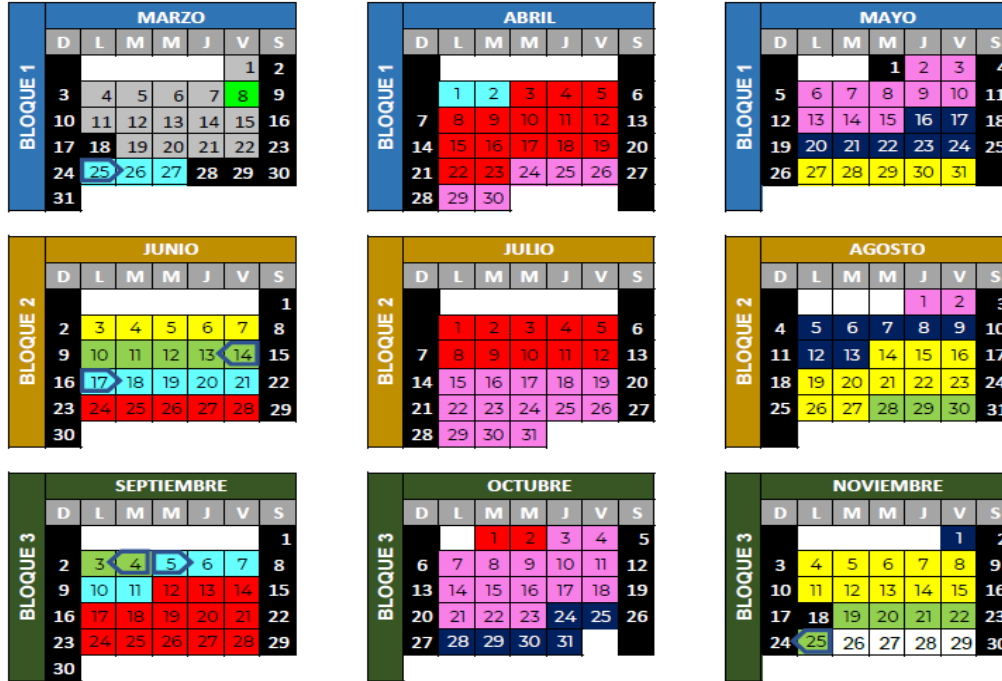 BLOQUE 1
MARZO
D L M M J V S
1 2
3 4 5 6 7 8 9
10 11 12 13 14 15 16
17 18 19 20 21 22 23
24 25 26 27 28 29 30
31
BLOQUE 1
ABRIL
D L M M J V S
1 2 3 4 5 6
7 8 9 10 11 12 13
14 15 16 17 18 19 20
21 22 23 24 25 26 27
28 29 30
BLOQUE 1
MAYO
D L M M J V S
1 2 3 4
5 6 7 8 9 10 11
12 13 14 15 16 17 18
19 20 21 22 23 24 25
26 27 28 29 30 31
BLOQUE 2
JUNIO
D L M M J V S
1
2 3 4 5 6 7 8
9 10 11 12 13 14 15
16 17 18 19 20 21 22
23 24 25 26 27 28 29
30
BLOQUE 2
JULIO
D L M M J V S
1 2 3 4 5 6
7 8 9 10 11 12 13
14 15 16 17 18 19 20
21 22 23 24 25 26 27
28 29 30 31
BLOQUE 2
AGOSTO
D L M M J V S
1 2 3
4 5 6 7 8 9 10
11 12 13 14 15 16 17
18 19 20 21 22 23 24
25 26 27 28 29 30 31
BLOQUE 3
SEPTIEMBRE
D L M M J V S
1
2 3 4 5 6 7 8
9 10 11 12 13 14 15
16 17 18 19 20 21 22
23 24 25 26 27 28 29
30
BLOQUE 3
OCTUBRE
D L M M J V S
1 2 3 4 5
6 7 8 9 10 11 12
13 14 15 16 17 18 19
20 21 22 23 24 25 26
27 28 29 30 31
BLOQUE 3
NOVIEMBRE
D L M M J V S
1 2
3 4 5 6 7 8 9
10 11 12 13 14 15 16
17 18 19 20 21 22 23
24 25 26 27 28 29 30